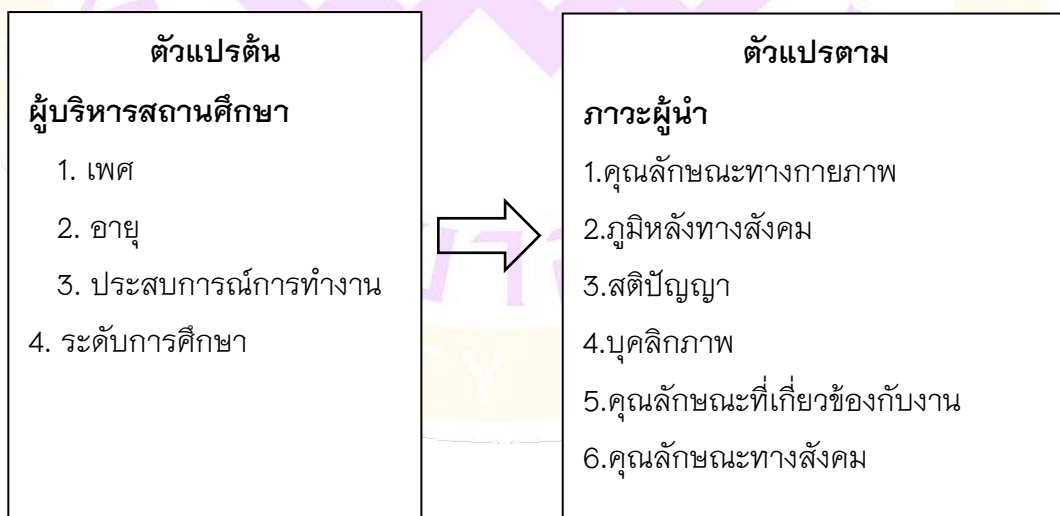 ตัวแปรต้น
ผู้บริหารสถานศึกษา
1. เพศ
2. อายุ
3. ประสบการณ์การทำงาน
4. ระดับการศึกษา
ตัวแปรตาม
ภาวะผู้นำ
1.คุณลักษณะทางกายภาพ
2.ภูมิหลังทางสังคม
3.สติปัญญา
4.บุคลิกภาพ
5.คุณลักษณะที่เกี่ยวข้องกับงาน
6.คุณลักษณะทางสังคม